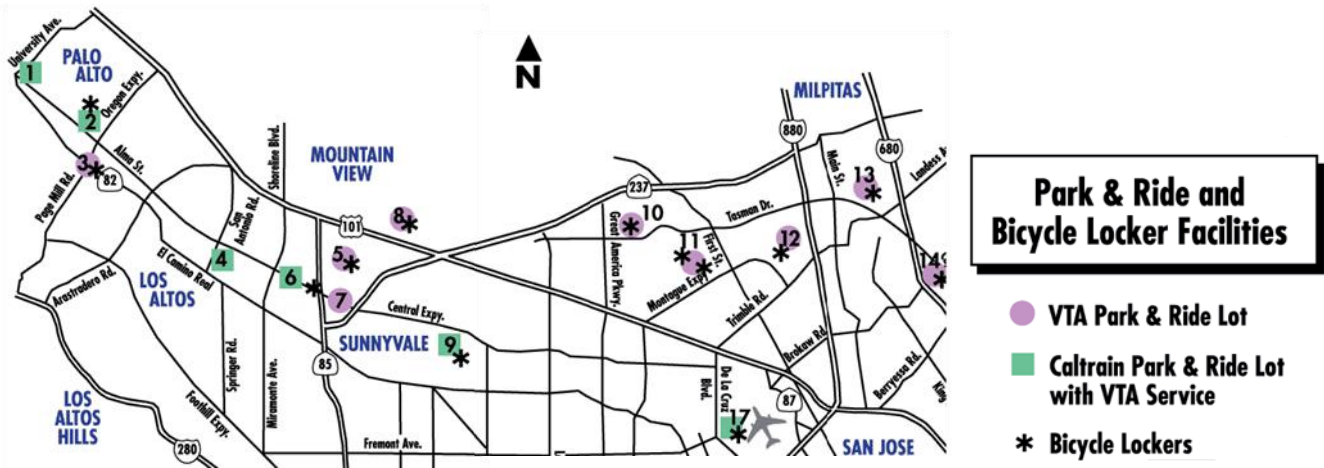 University Ave.
PALO
ALTO
1
Oregon Expy.
2
3
82
Page Mill Rd.
Alma St.
Shoreline Blvd.
MOUNTAIN
VIEW
San
Antonio Rd.
101
8
5
4
6
7
El Camino Real
Arastradero Rd.
LOS
ALTOS
Central Expy.
SUNNYVALE
9
85
Springer Rd.
Miramonte Ave.
LOS
ALTOS
HILLS
Foothill Expy.
280
Fremont Ave.
N
MILPITAS
880
680
Main St.
13
Landess
237
10
Tasman Dr.
Great America Pkwy.
11
First St.
12
Montague Expy.
Trimble Rd.
14
Brokaw Rd.
Berryessa Rd.
King
De La Cruz
Blvd.
87
17
SAN JOSE
Park & Ride and
Bicycle Locker Facilities
VTA Park & Ride Lot
Caltrain Park & Ride Lot
with VTA Service
Bicycle Lockers